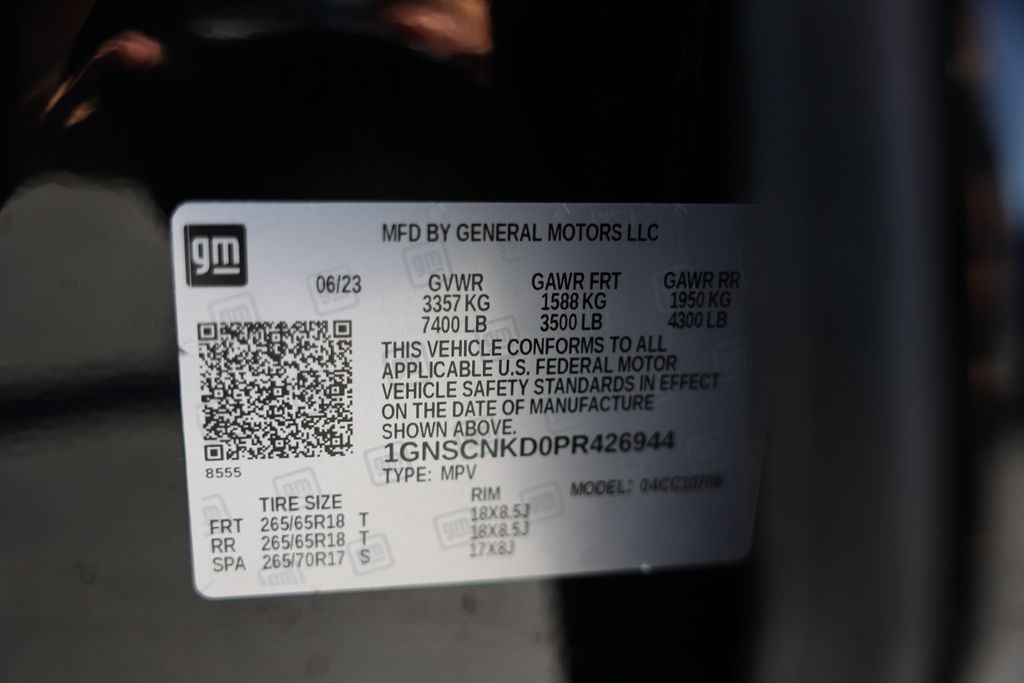 gm
MFD BY GENERAL MOTORS LLC
06/23 GVWR GAWR FRT GAWR RR
3357 KG 1588 KG 1950 KG
7400 LB 3500 LB 4300 LB
THIS VEHICLE CONFORMS TO ALL
APPLICABLE U.S. FEDERAL MOTOR
VEHICLE SAFETY STANDARDS IN EFFECT
ON THE DATE OF MANUFACTURE
SHOWN ABOVE.
1GNSCNKD0PR426944
8555
TYPE: MPV
MODEL: 04CC10706
TIRE SIZE RIM
FRT 265/65R18 T 18X8.5J
RR 265/65R18 T 18X8.5J
SPA 265/70R17 S 17X8J